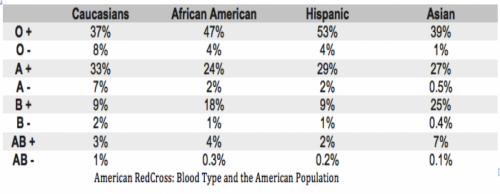 Caucasians African American Hispanic Asian
O + 37% 47% 53% 39%
O - 8% 4% 4% 1%
A + 33% 24% 29% 27%
A - 7% 2% 2% 0.5%
B + 9% 18% 9% 25%
B - 2% 1% 1% 0.4%
AB + 3% 4% 2% 7%
AB - 1% 0.3% 0.2% 0.1%
American RedCross: Blood Type and the American Population